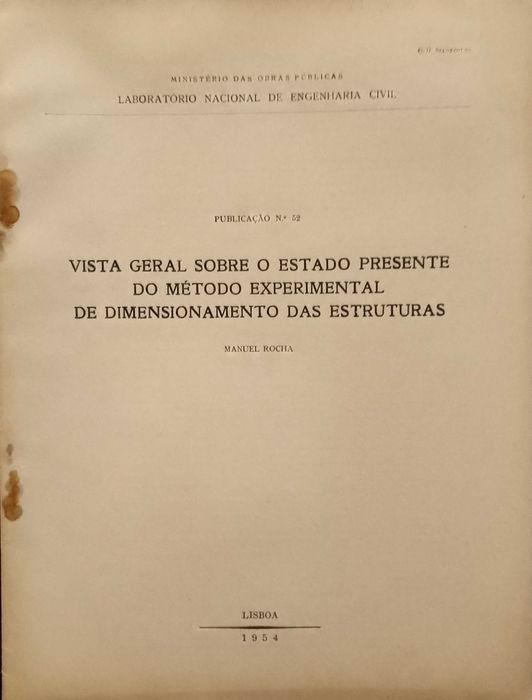 MINISTÉRIO DAS OBRAS PÚBLICAS
LABORATÓRIO NACIONAL DE ENGENHARIA CIVIL
PUBLICAÇÃO N.º 52
VISTA GERAL SOBRE O ESTADO PRESENTE
DO MÉTODO EXPERIMENTAL
DE DIMENSIONAMENTO DAS ESTRUTURAS
MANUEL ROCHA
LISBOA
1954